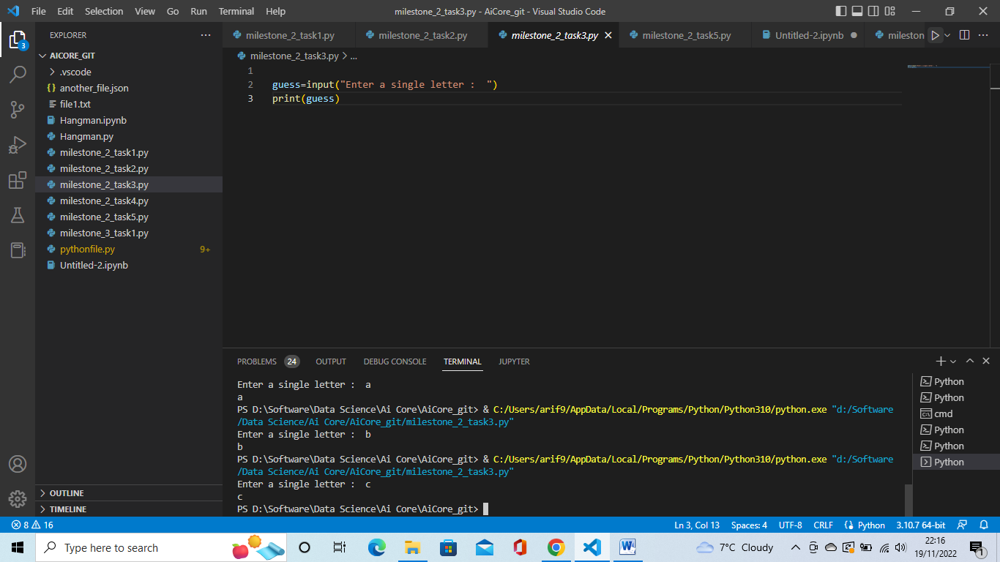 File Edit Selection View Go Run Terminal Help
milestone_2_task3.py - AiCore_git - Visual Studio Code
EXPLORER
milestone_2_task1.py
milestone_2_task2.py
milestone_2_task3.py
milestone_2_task5.py
Untitled-2.ipynb
mileston
3
AICORE_GIT
.vscode
another_file.json
file1.txt
Hangman.ipynb
Hangman.py
milestone_2_task1.py
milestone_2_task2.py
milestone_2_task3.py
milestone_2_task4.py
milestone_2_task5.py
milestone_3_task1.py
pythonfile.py 9+
Untitled-2.ipynb
OUTLINE
TIMELINE
milestone_2_task3.py > ...
1
2 guess=input("Enter a single letter :  ")
3 print(guess)
PROBLEMS 24 OUTPUT DEBUG CONSOLE TERMINAL JUPYTER
Enter a single letter :  a
a
PS D:\Software\Data Science\Ai Core\AiCore_git> & C:/Users/arif9/AppData/Local/Programs/Python/Python310/python.exe "d:/Software
/Data Science/Ai Core/AiCore_git/milestone_2_task3.py"
Enter a single letter :  b
b
PS D:\Software\Data Science\Ai Core\AiCore_git> & C:/Users/arif9/AppData/Local/Programs/Python/Python310/python.exe "d:/Software
/Data Science/Ai Core/AiCore_git/milestone_2_task3.py"
Enter a single letter :  c
c
PS D:\Software\Data Science\Ai Core\AiCore_git>
Python
Python
cmd
Python
Python
Python
8 16
Ln 3, Col 13 Spaces: 4 UTF-8 CRLF Python 3.10.7 64-bit
Type here to search
7°C Cloudy
22:16
19/11/2022
1